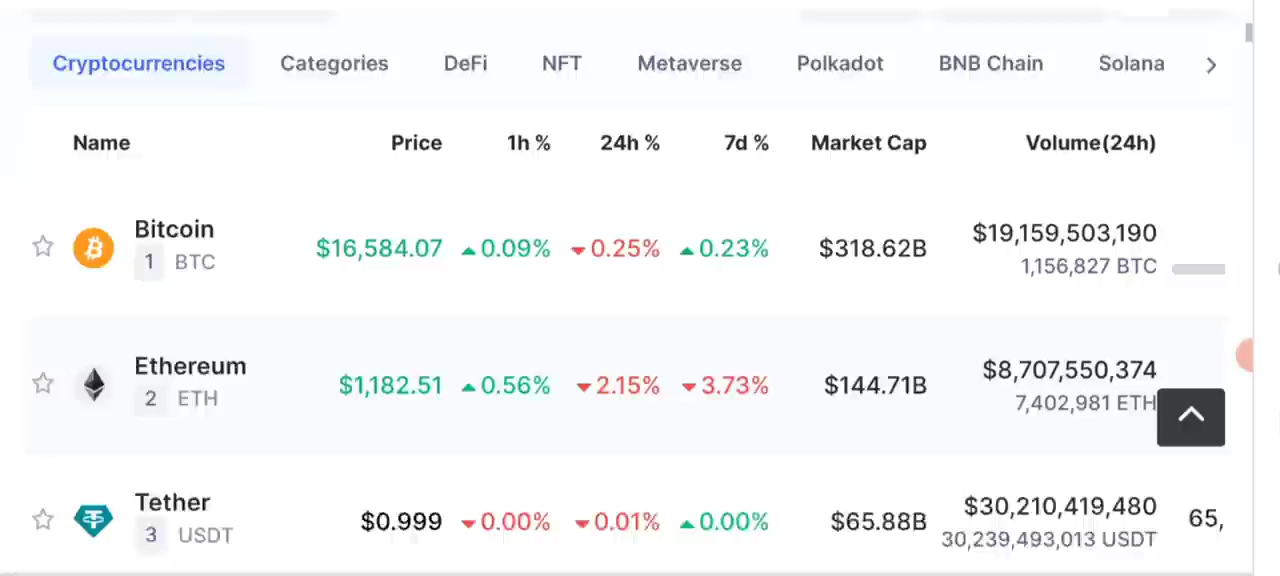 Cryptocurrencies Categories DeFi NFT Metaverse Polkadot BNB Chain Solana
Name Price 1h % 24h % 7d % Market Cap Volume(24h)
Bitcoin
1 BTC
$16,584.07 0.09% 0.25% 0.23% $318.62B
$19,159,503,190
1,156,827 BTC
Ethereum
2 ETH
$1,182.51 0.56% 2.15% 3.73% $144.71B
$8,707,550,374
7,402,981 ETH
Tether
3 USDT
$0.999 0.00% 0.01% 0.00% $65.88B
$30,210,419,480
30,239,493,013 USDT
65,